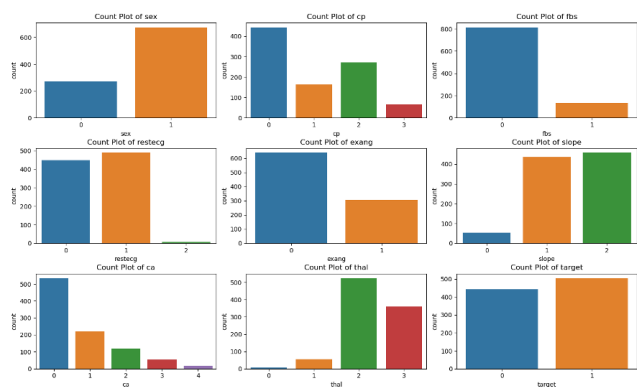 Count Plot of sex
count
600
400
200
0
0
1
sex
Count Plot of cp
count
400
300
200
100
0
0
1
2
3
cp
Count Plot of fbs
count
800
600
400
200
0
0
1
fbs
Count Plot of restecg
count
500
400
300
200
100
0
0
1
2
restecg
Count Plot of exang
count
600
500
400
300
200
100
0
0
1
exang
Count Plot of slope
count
400
300
200
100
0
0
1
2
slope
Count Plot of ca
count
500
400
300
200
100
0
0
1
2
3
4
ca
Count Plot of thal
count
500
400
300
200
100
0
0
1
2
3
thal
Count Plot of target
count
500
400
300
200
100
0
0
1
target